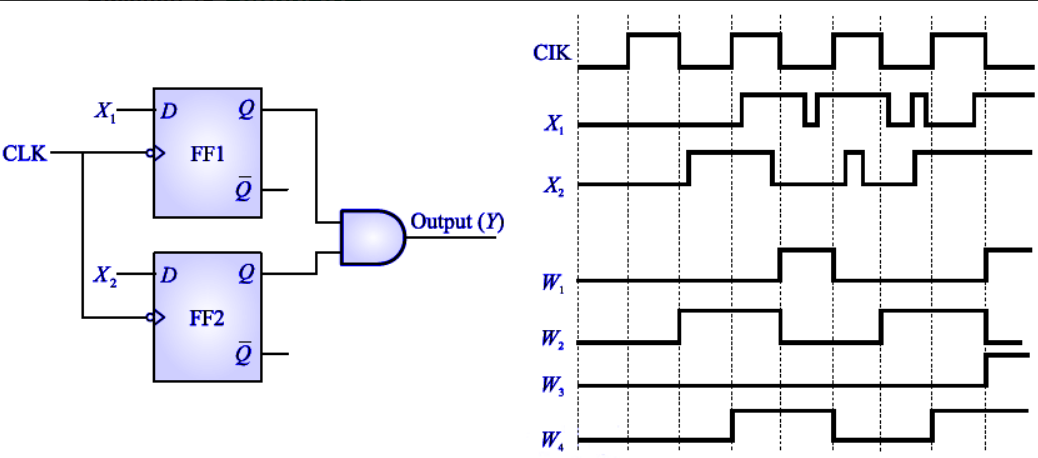 X₁
D
Q
CLK
FF1
Q̅
Output (Y)
X₂
D
Q
FF2
Q̅
ClK
X₁
X₂
W₁
W₂
W₃
W₄